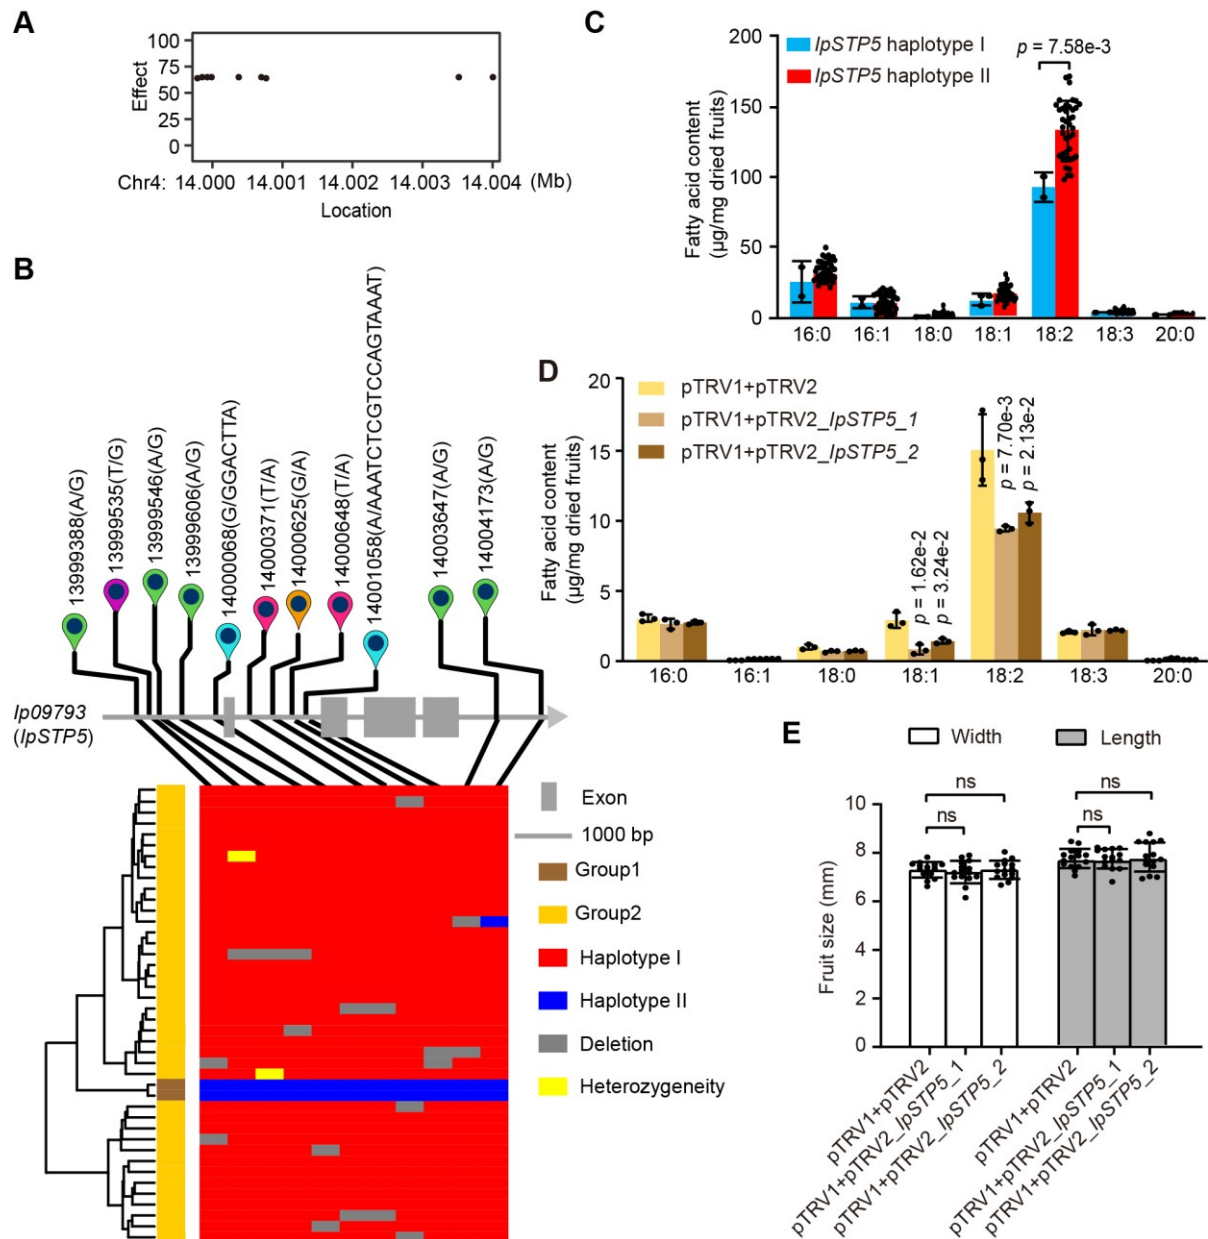 A
100
75
50
25
0
Effect
Chr4: 14.000 14.001 14.002 14.003 14.004 (Mb)
Location
B
13999388(A/G)
13999535(T/G)
13999546(A/G)
13999606(A/G)
14000068(G/GGACTTA)
14000371(T/A)
14000625(G/A)
14000648(T/A)
14001058(A/AAATCTCGTCCAGTAAAT)
14003647(A/G)
14004173(A/G)
Ip09793
(IpSTP5)
Exon
1000 bp
Group1
Group2
Haplotype I
Haplotype II
Deletion
Heterozygeneity
C
IpSTP5 haplotype I
IpSTP5 haplotype II
p = 7.58e-3
200
150
100
50
0
Fatty acid content
(μg/mg dried fruits)
16:0 16:1 18:0 18:1 18:2 18:3 20:0
D
pTRV1+pTRV2
pTRV1+pTRV2_IpSTP5_1
pTRV1+pTRV2_IpSTP5_2
20
15
10
5
0
Fatty acid content
(μg/mg dried fruits)
p = 1.62e-2
p = 3.24e-2
p = 7.70e-3
p = 2.13e-2
16:0 16:1 18:0 18:1 18:2 18:3 20:0
E
Width Length
ns
ns
ns
ns
10
8
6
4
2
0
Fruit size (mm)
pTRV1+pTRV2
pTRV1+pTRV2_IpSTP5_1
pTRV1+pTRV2_IpSTP5_2
pTRV1+pTRV2
pTRV1+pTRV2_IpSTP5_1
pTRV1+pTRV2_IpSTP5_2